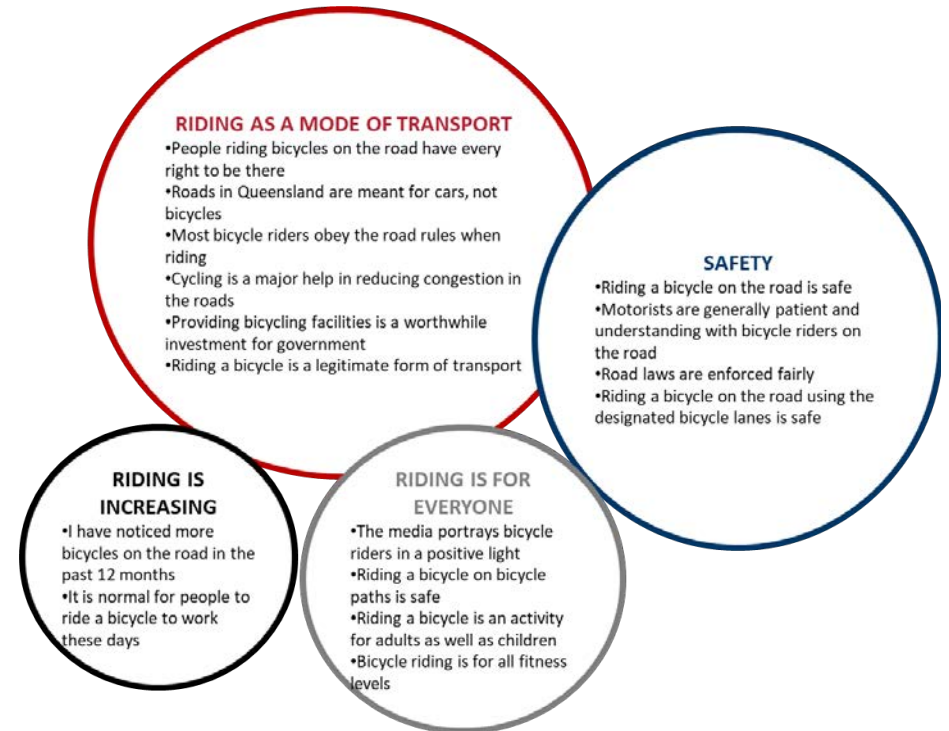 RIDING AS A MODE OF TRANSPORT
•People riding bicycles on the road have every
right to be there
•Roads in Queensland are meant for cars, not
bicycles
•Most bicycle riders obey the road rules when
riding
•Cycling is a major help in reducing congestion in
the roads
•Providing bicycling facilities is a worthwhile
investment for government
•Riding a bicycle is a legitimate form of transport
SAFETY
•Riding a bicycle on the road is safe
•Motorists are generally patient and
understanding with bicycle riders on
the road
•Road laws are enforced fairly
•Riding a bicycle on the road using the
designated bicycle lanes is safe
RIDING IS
INCREASING
•I have noticed more
bicycles on the road in the
past 12 months
•It is normal for people to
ride a bicycle to work
these days
RIDING IS FOR
EVERYONE
•The media portrays bicycle
riders in a positive light
•Riding a bicycle on bicycle
paths is safe
•Riding a bicycle is an activity
for adults as well as children
•Bicycle riding is for all fitness
levels